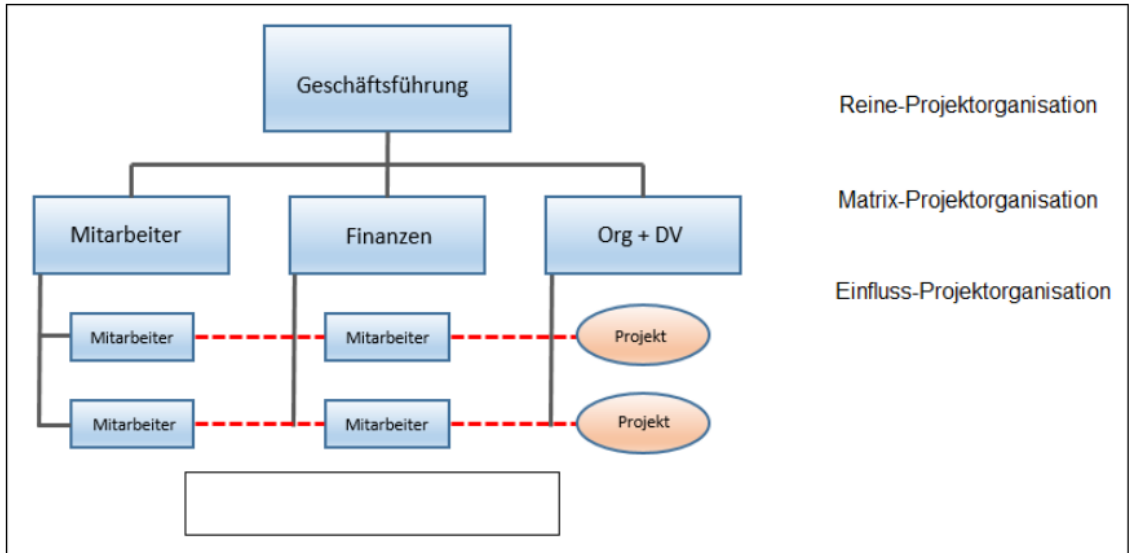 Geschäftsführung
Reine-Projektorganisation
Matrix-Projektorganisation
Mitarbeiter
Finanzen
Org + DV
Einfluss-Projektorganisation
Mitarbeiter
Mitarbeiter
Projekt
Mitarbeiter
Mitarbeiter
Projekt